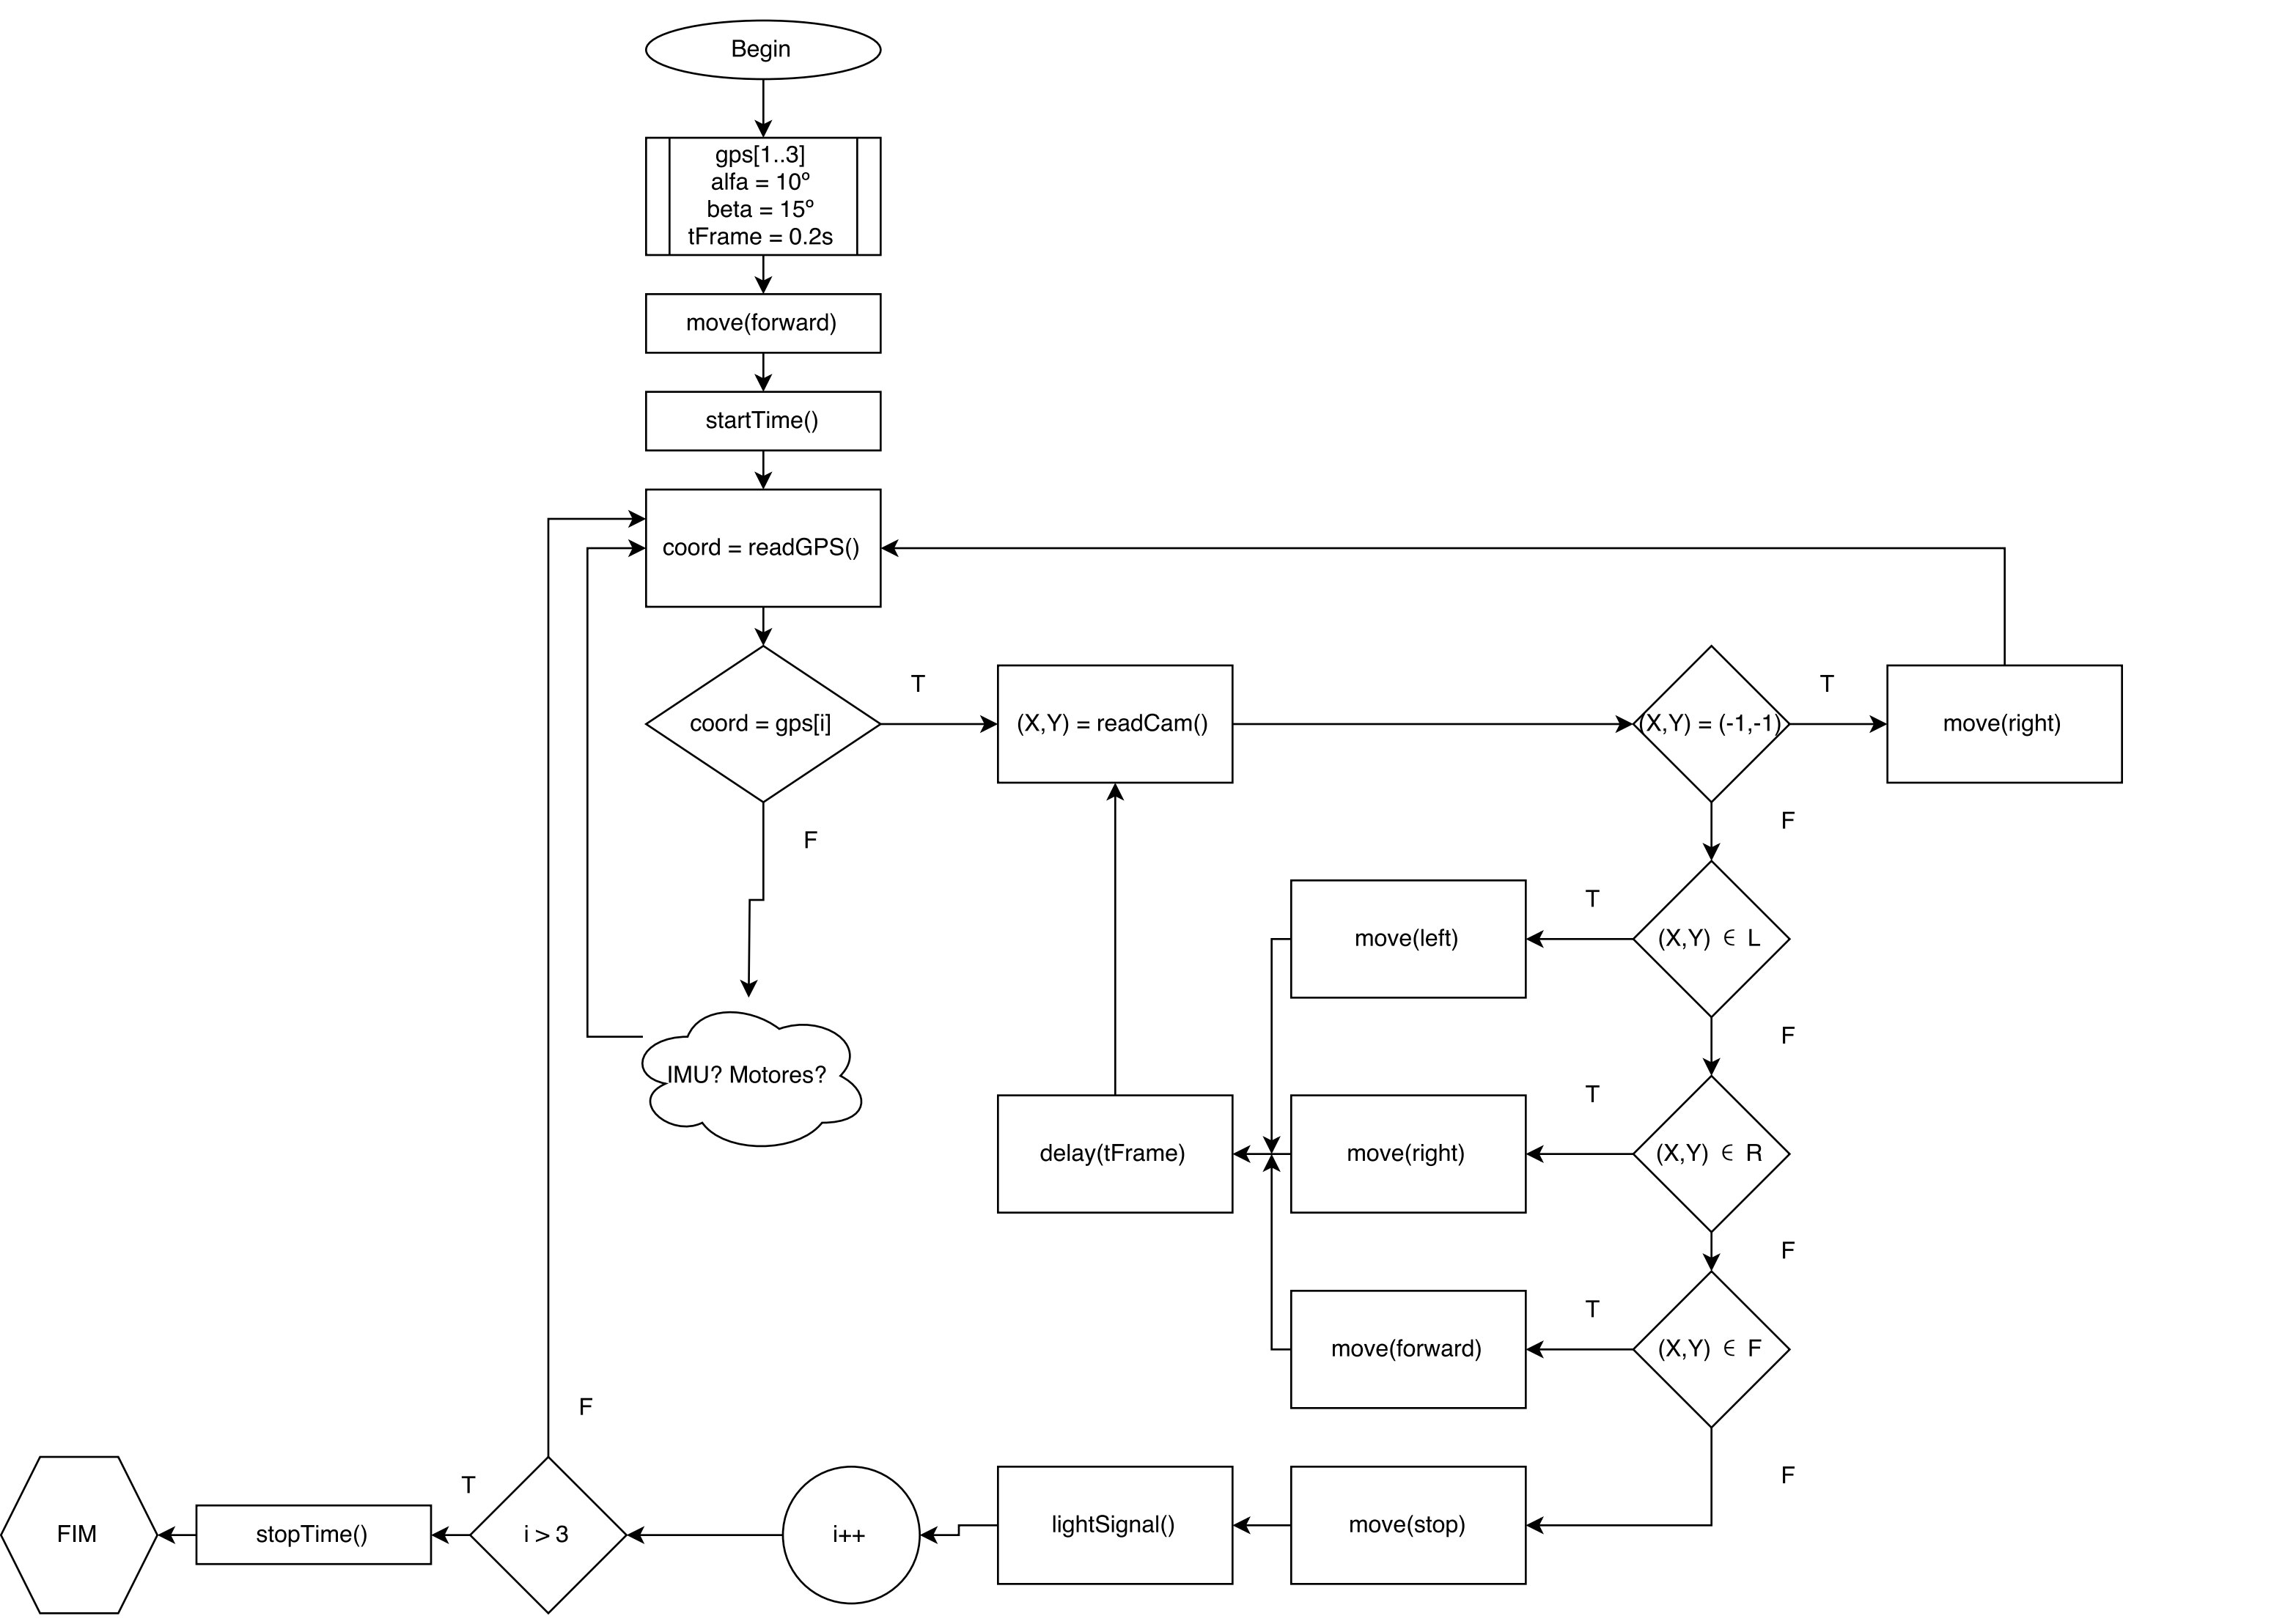 Begin
gps[1..3]
alfa = 10º
beta = 15º
tFrame = 0.2s
move(forward)
startTime()
coord = readGPS()
coord = gps[i]
T
(X,Y) = readCam()
(X,Y) = (-1,-1)
T
move(right)
F
F
move(left)
T
(X,Y) ∈ L
F
IMU? Motores?
delay(tFrame)
move(right)
T
(X,Y) ∈ R
F
move(forward)
T
(X,Y) ∈ F
F
F
FIM
stopTime()
T
i > 3
i++
lightSignal()
move(stop)